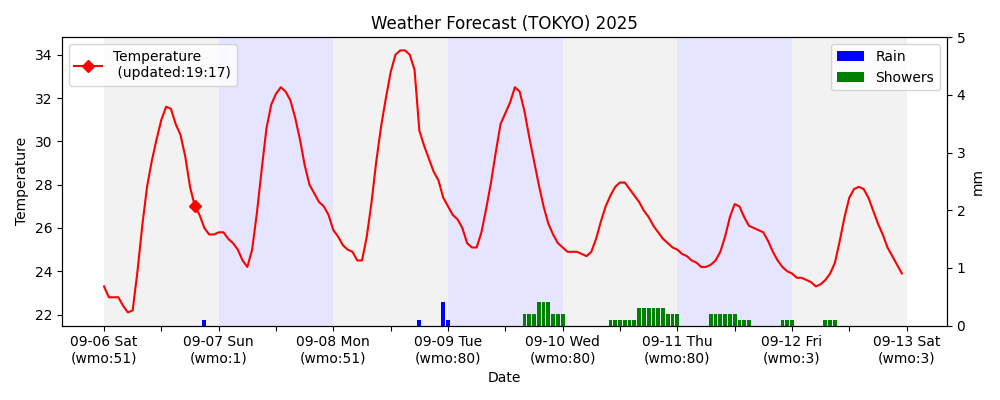 Weather Forecast (TOKYO) 2025
Temperature
(updated:19:17)
Rain
Showers
Temperature
34
32
30
28
26
24
22
5
4
3
2
1
0
mm
09-06 Sat
(wmo:51)
09-07 Sun
(wmo:1)
09-08 Mon
(wmo:51)
09-09 Tue
(wmo:80)
09-10 Wed
(wmo:80)
09-11 Thu
(wmo:80)
09-12 Fri
(wmo:3)
09-13 Sat
(wmo:3)
Date